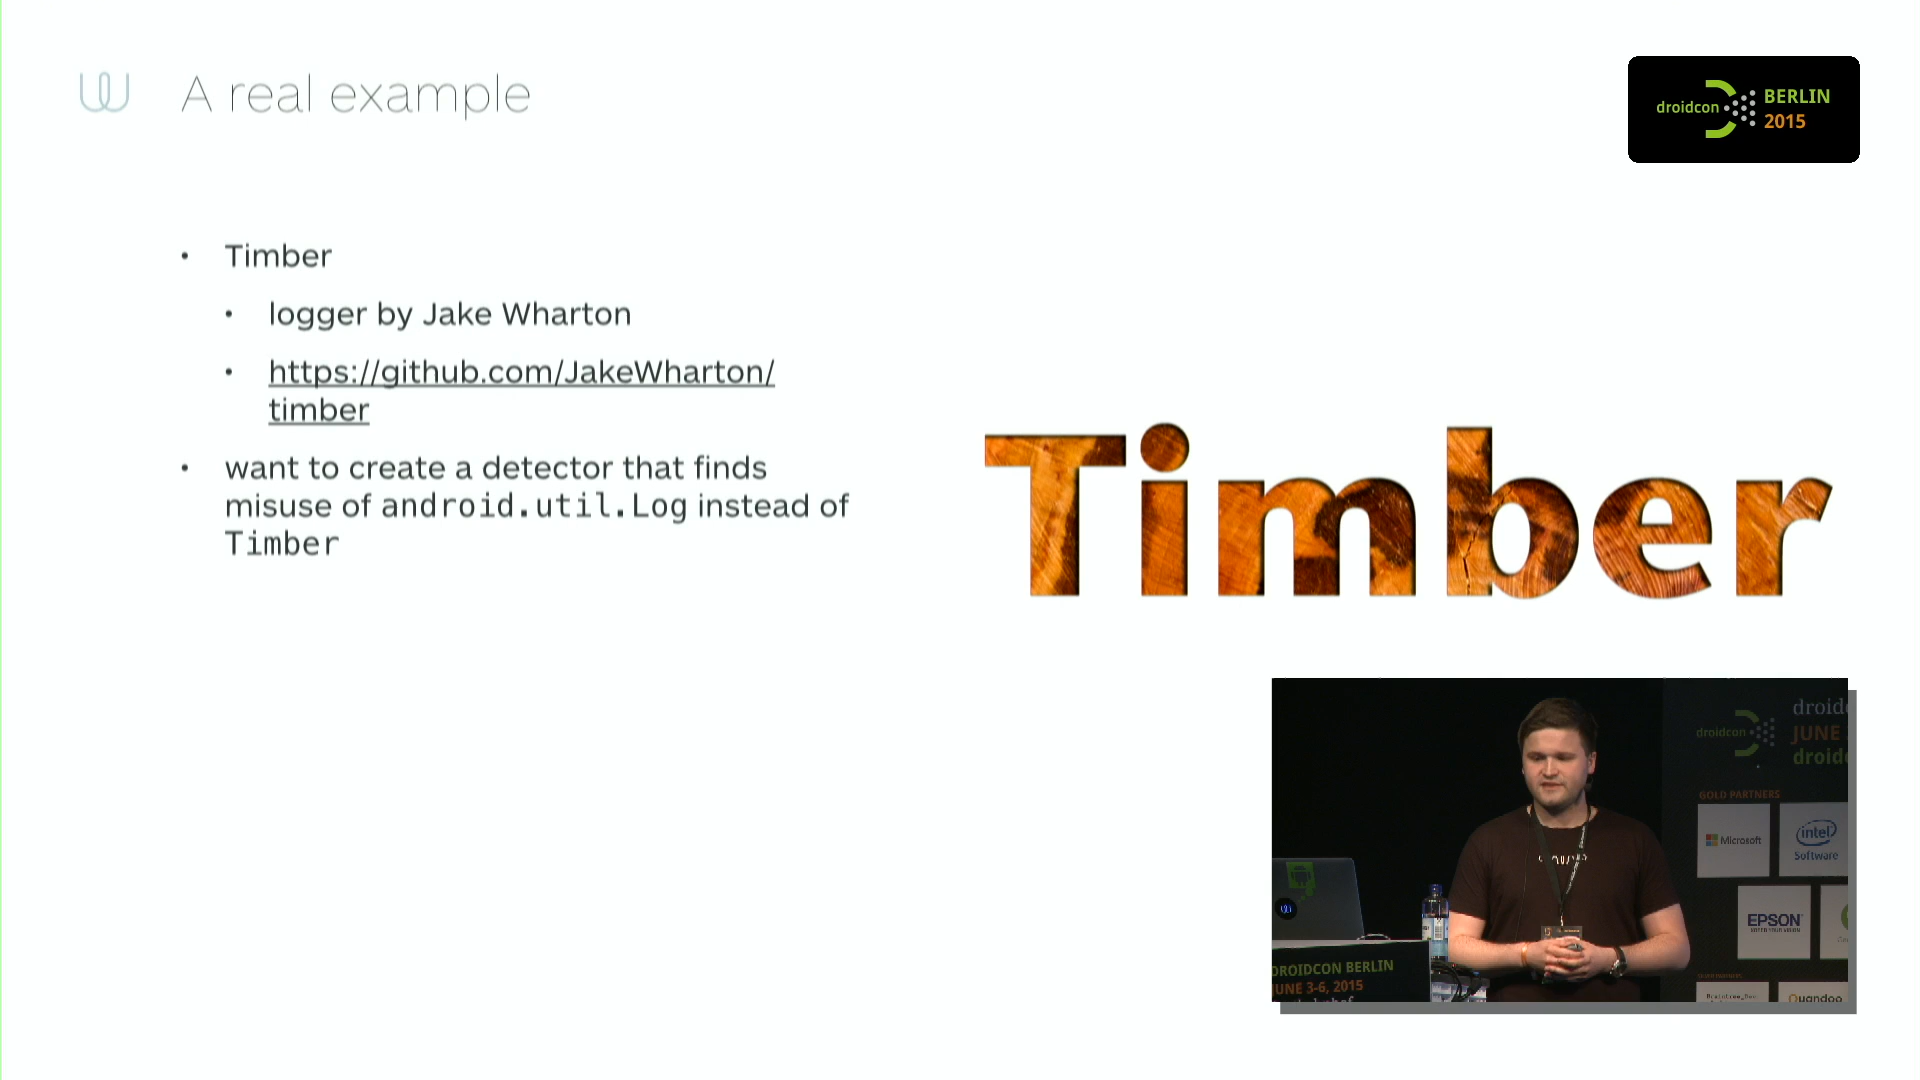 A real example
droidcon
BERLIN
2015
• Timber
• logger by Jake Wharton
• https://github.com/JakeWharton/
timber
• want to create a detector that finds
misuse of android.util.Log instead of
Timber
Timber
droidcon
JUNE
GOLD PARTNERS
Microsoft
intel
Software
EPSON
DROIDCON BERLIN
JUNE 3-6, 2015
Quandoo